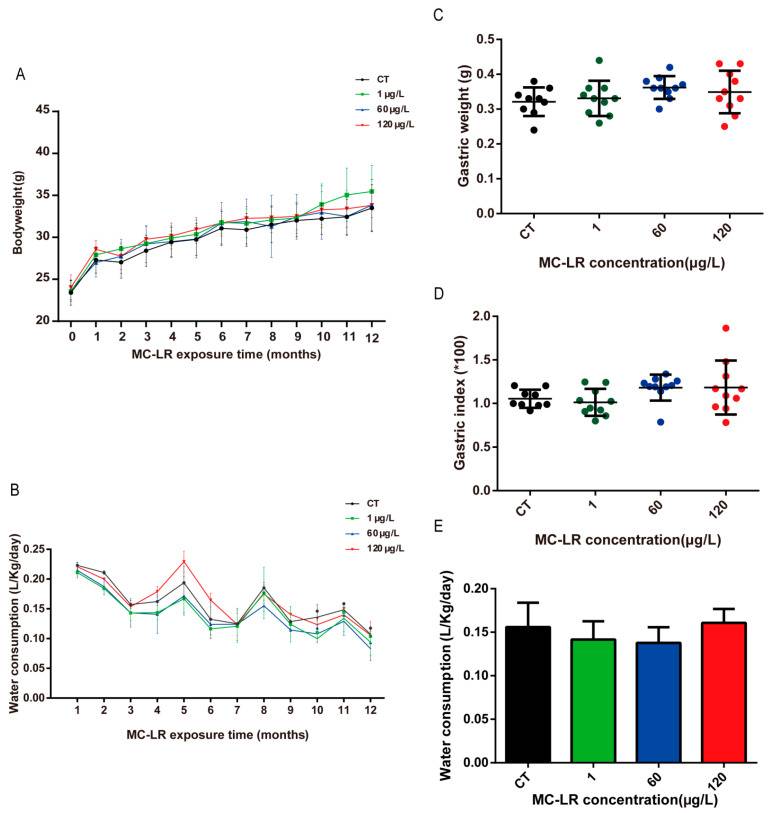 A
CT
1 µg/L
60 µg/L
120 µg/L
Bodyweight(g)
45
40
35
30
25
20
0 1 2 3 4 5 6 7 8 9 10 11 12
MC-LR exposure time (months)
B
CT
1 µg/L
60 µg/L
120 µg/L
Water consumption (L/Kg/day)
0.25
0.20
0.15
0.10
0.05
0.00
1 2 3 4 5 6 7 8 9 10 11 12
MC-LR exposure time (months)
C
Gastric weight (g)
0.5
0.4
0.3
0.2
0.1
0.0
CT 1 60 120
MC-LR concentration(µg/L)
D
Gastric index (*100)
2.0
1.5
1.0
0.5
0.0
CT 1 60 120
MC-LR concentration(µg/L)
E
Water consumption (L/Kg/day)
0.20
0.15
0.10
0.05
0.00
CT 1 60 120
MC-LR concentration(µg/L)